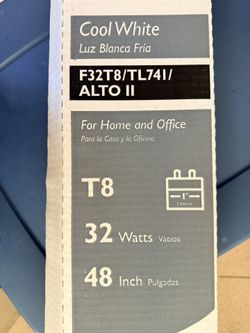 Cool White
Luz Blanca Fría
F32T8/TL741/
ALTO II
For Home and Office
Para la Casa y la Oficina
T8
1"
32 Watts Vatios
48 Inch Pulgadas